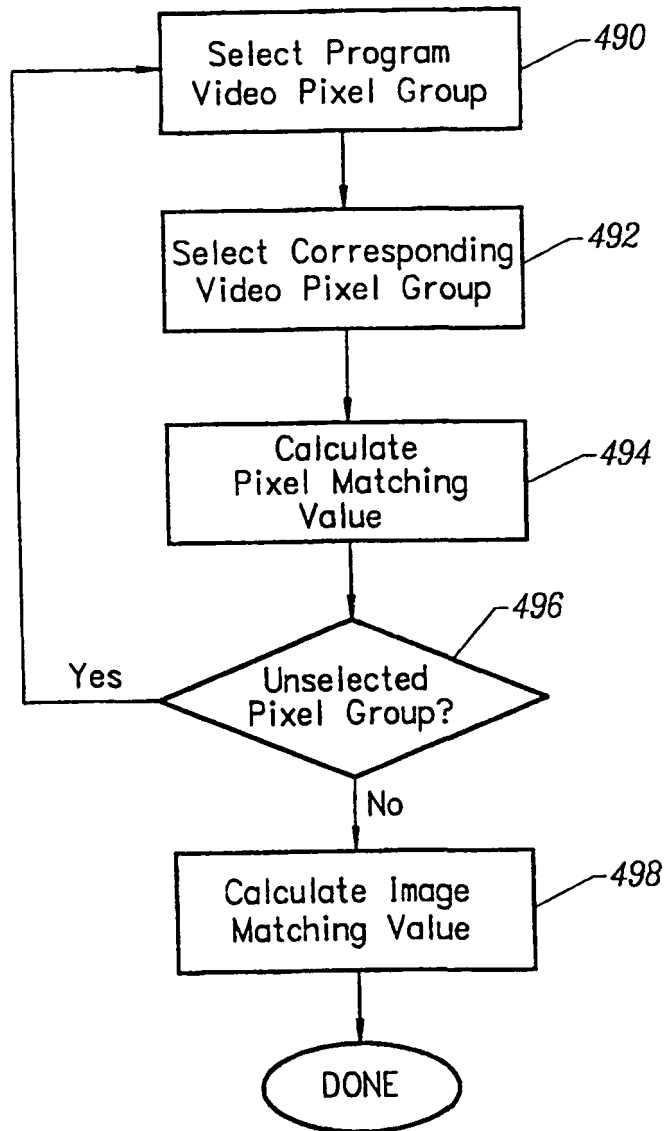 Select Program
Video Pixel Group
490
Select Corresponding
Video Pixel Group
492
Calculate
Pixel Matching
Value
494
496
Unselected
Pixel Group?
Yes
No
Calculate Image
Matching Value
498
DONE